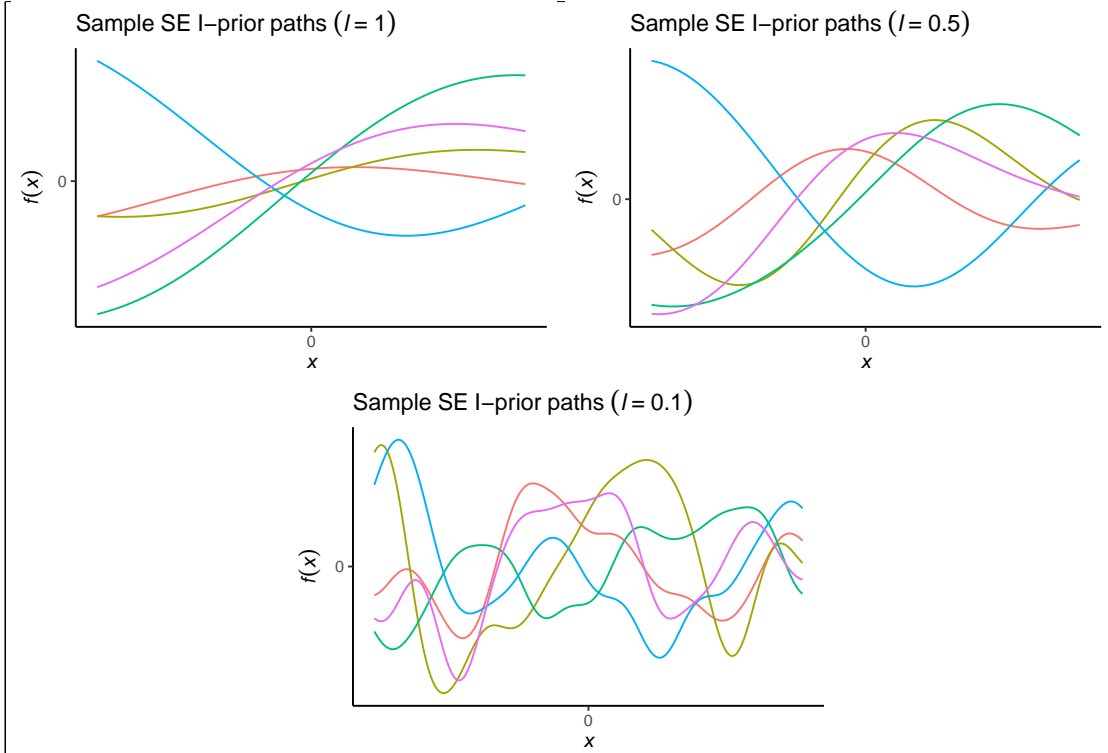 Sample SE I−prior paths (l = 1)
f(x)
0
0
x
Sample SE I−prior paths (l = 0.5)
f(x)
0
0
x
Sample SE I−prior paths (l = 0.1)
f(x)
0
0
x